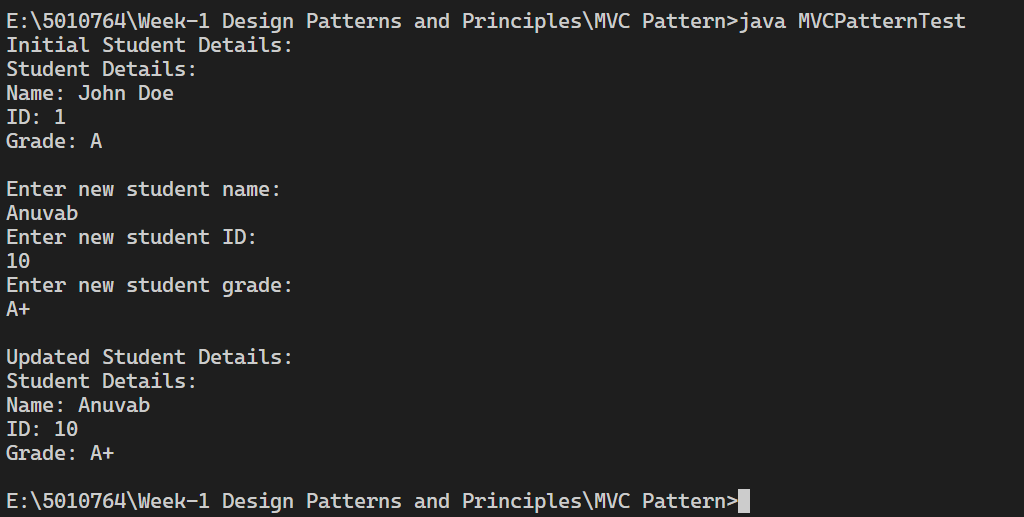 E:\5010764\Week-1 Design Patterns and Principles\MVC Pattern>java MVCPatternTest
Initial Student Details:
Student Details:
Name: John Doe
ID: 1
Grade: A
Enter new student name:
Anuvab
Enter new student ID:
10
Enter new student grade:
A+
Updated Student Details:
Student Details:
Name: Anuvab
ID: 10
Grade: A+
E:\5010764\Week-1 Design Patterns and Principles\MVC Pattern>